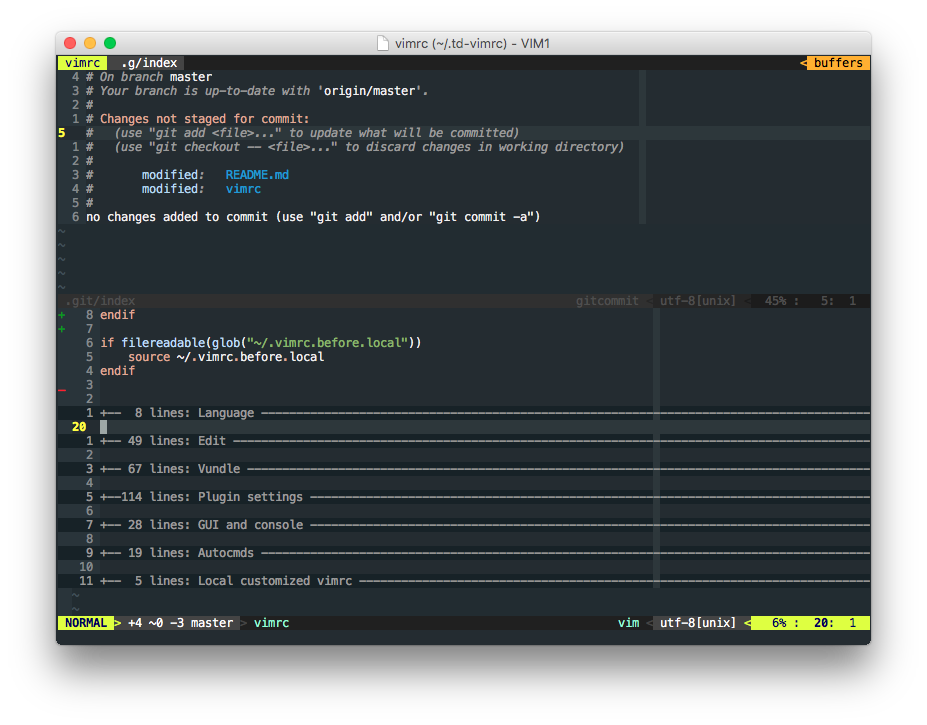 vimrc (~/.td-vimrc) - VIM1
vimrc .g/index < buffers
4 # On branch master
3 # Your branch is up-to-date with 'origin/master'.
2 #
1 # Changes not staged for commit:
5 #   (use "git add <file>..." to update what will be committed)
1 #   (use "git checkout -- <file>..." to discard changes in working directory)
2 #
3 #       modified:   README.md
4 #       modified:   vimrc
5 #
6 no changes added to commit (use "git add" and/or "git commit -a")
~
~
~
~
~
.git/index gitcommit < utf-8[unix] < 45% : 5: 1
+ 8 endif
+ 7
6 if filereadable(glob("~/.vimrc.before.local"))
5     source ~/.vimrc.before.local
4 endif
_ 3
2
1 +--  8 lines: Language ----------
20
1 +-- 49 lines: Edit ----------
2
3 +-- 67 lines: Vundle ----------
4
5 +--114 lines: Plugin settings ----------
6
7 +-- 28 lines: GUI and console ----------
8
9 +-- 19 lines: Autocmds ----------
10
11 +--  5 lines: Local customized vimrc ----------
~
~
NORMAL > +4 ~0 -3 master > vimrc vim < utf-8[unix] < 6% : 20: 1